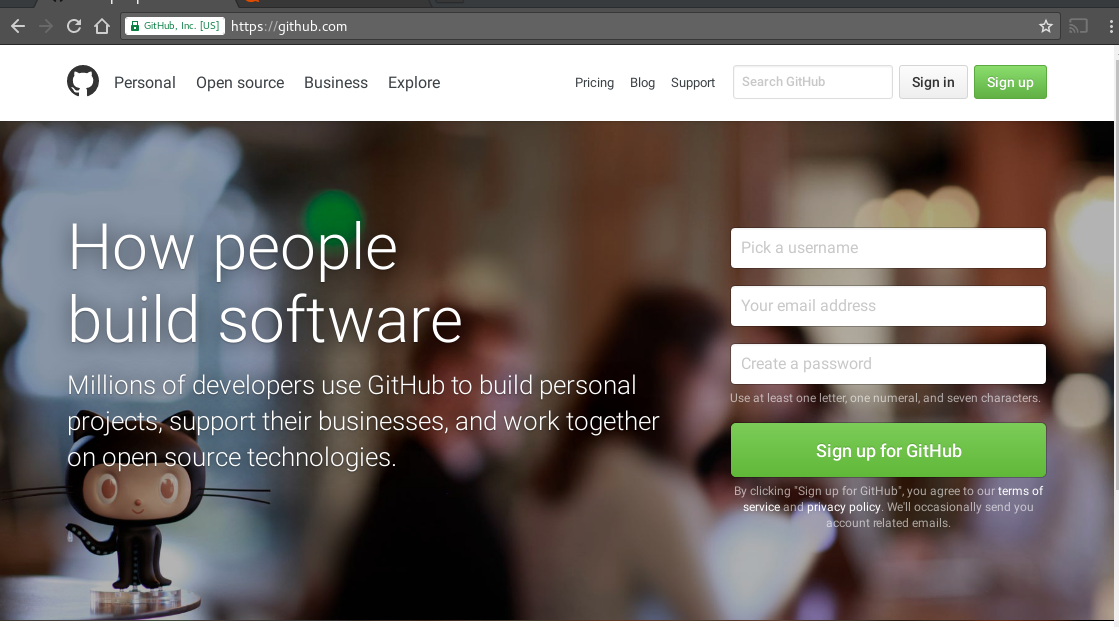 GitHub, Inc. [US] https://github.com
Personal Open source Business Explore Pricing Blog Support Search GitHub Sign in Sign up
How people
build software
Millions of developers use GitHub to build personal
projects, support their businesses, and work together
on open source technologies.
Pick a username
Your email address
Create a password
Use at least one letter, one numeral, and seven characters.
Sign up for GitHub
By clicking "Sign up for GitHub", you agree to our terms of
service and privacy policy. We'll occasionally send you
account related emails.